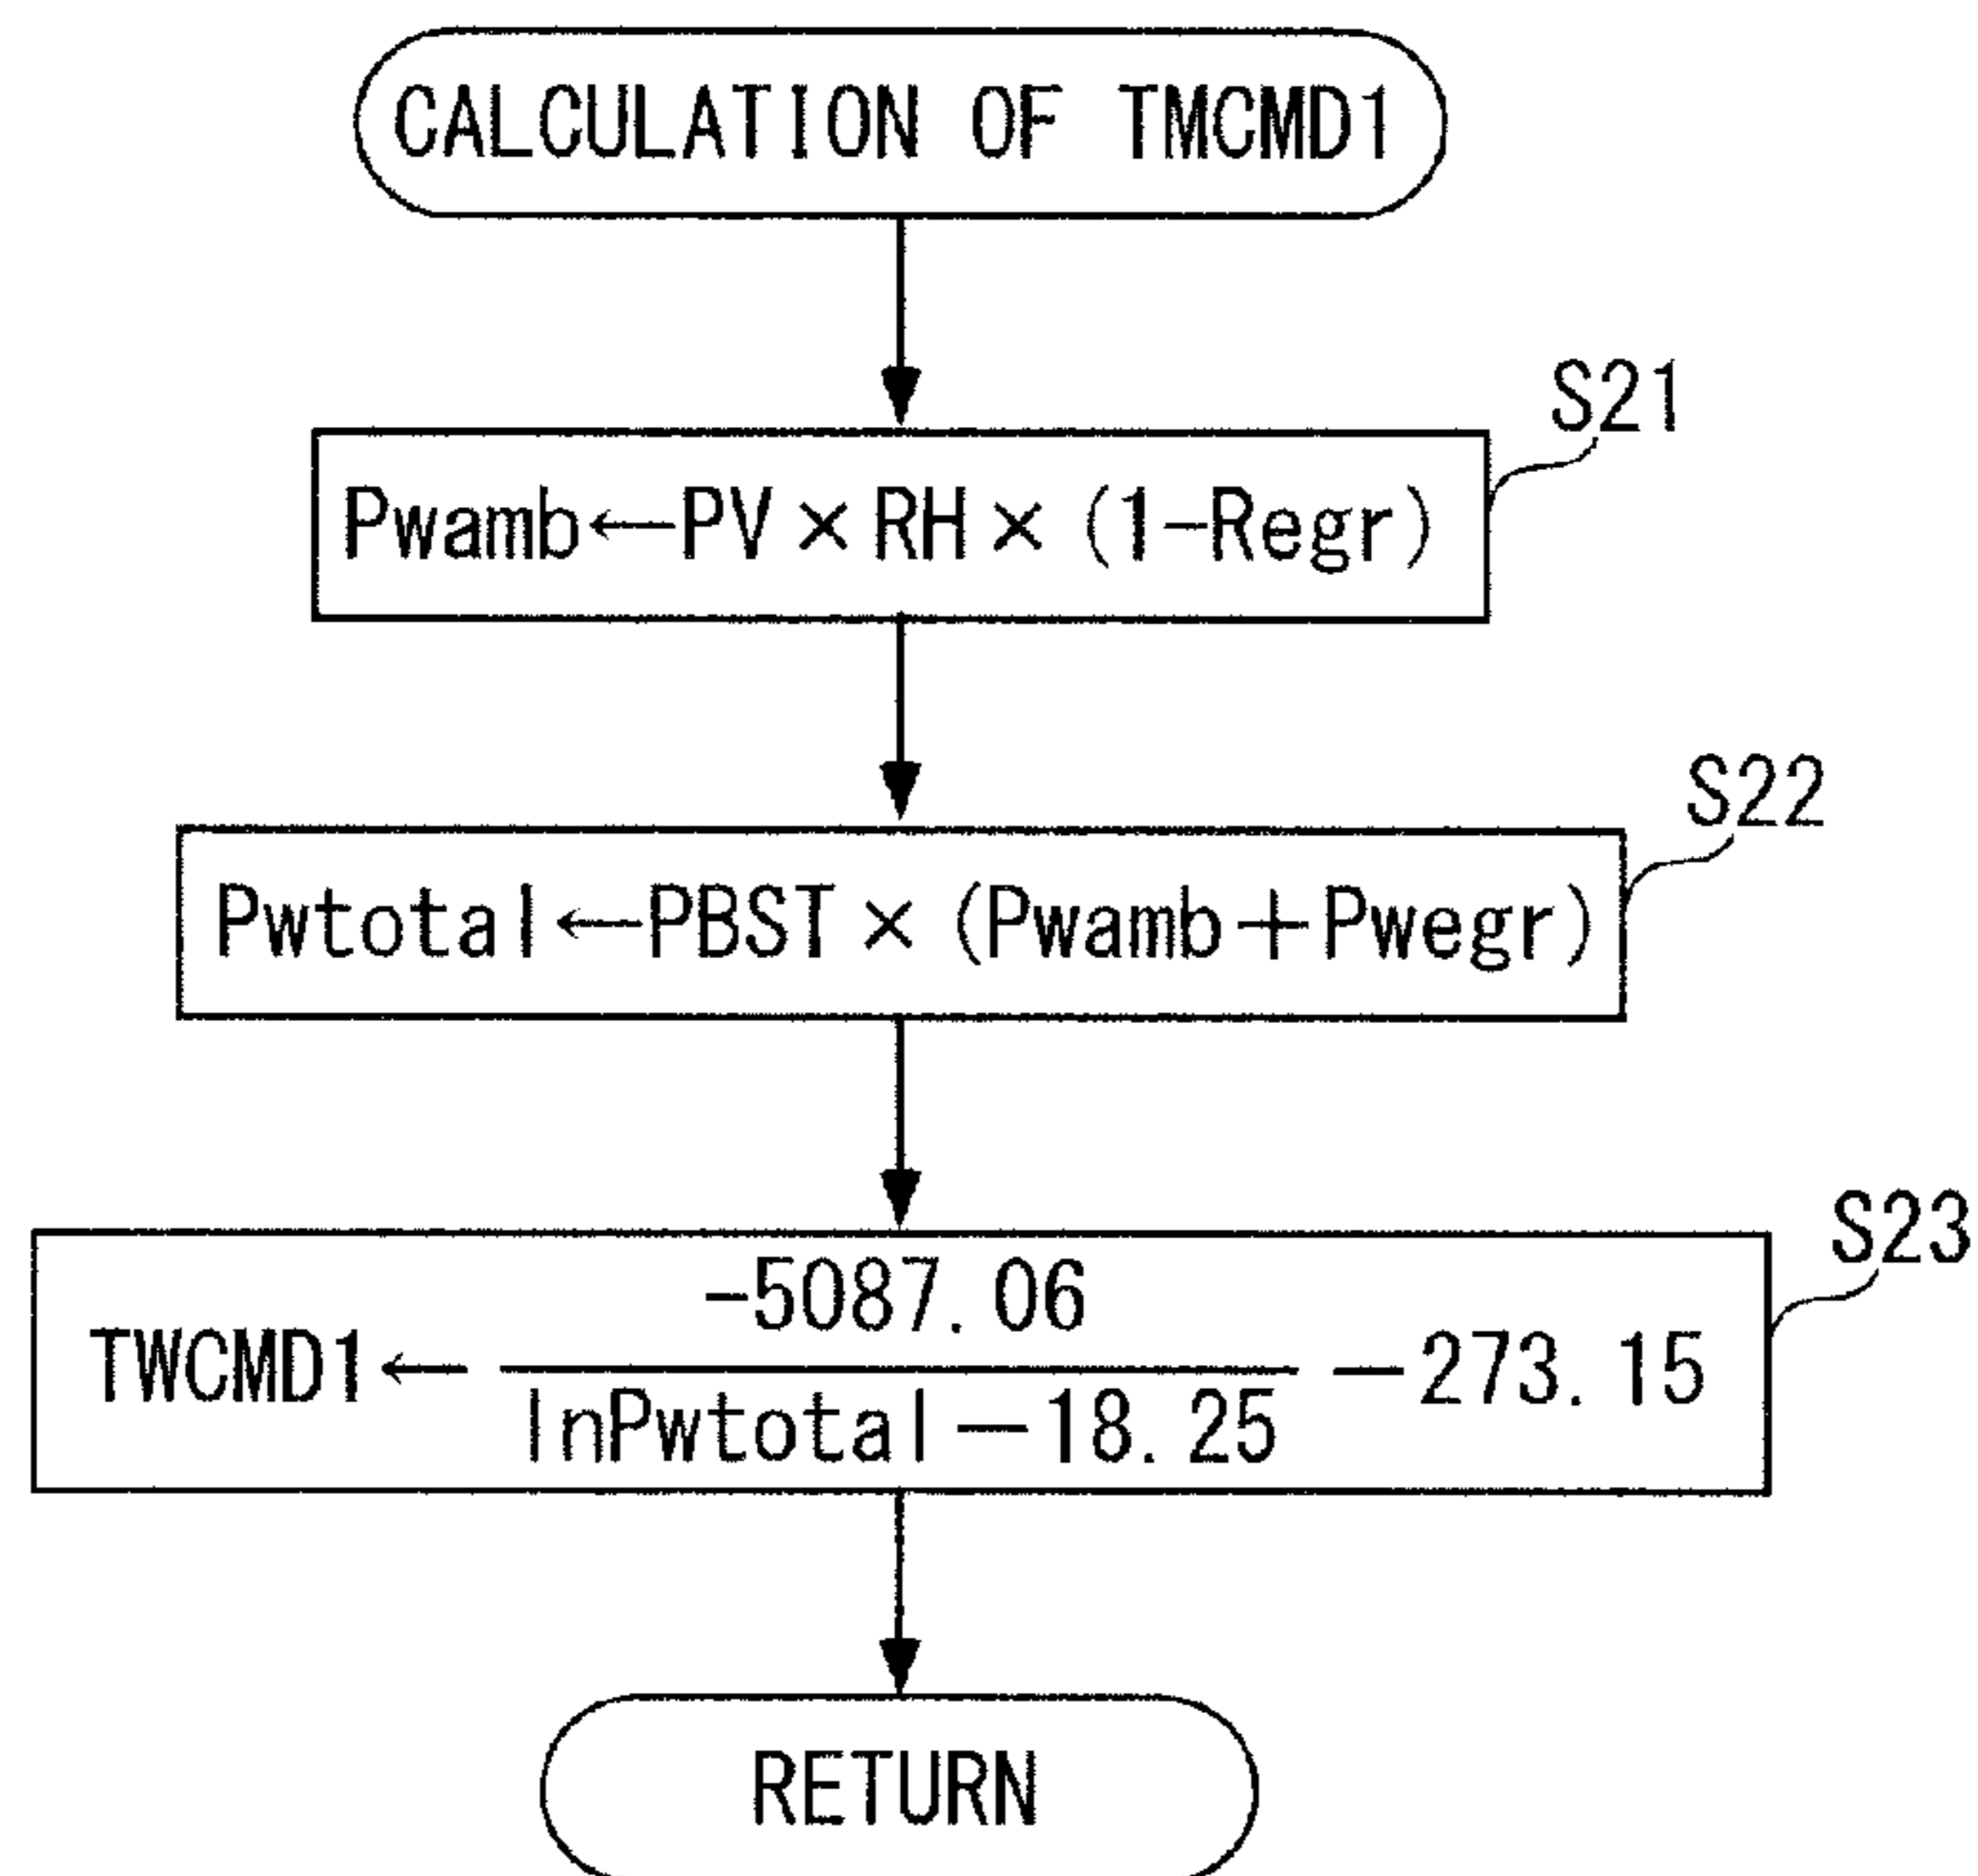 CALCULATION OF TMCMD1
S21
Pwamb←PV×RH×(1-Regr)
S22
Pwtotal←PBST×(Pwamb+Pwegr)
S23
-5087.06
TWCMD1← —273.15
lnPwtotal—18.25
RETURN